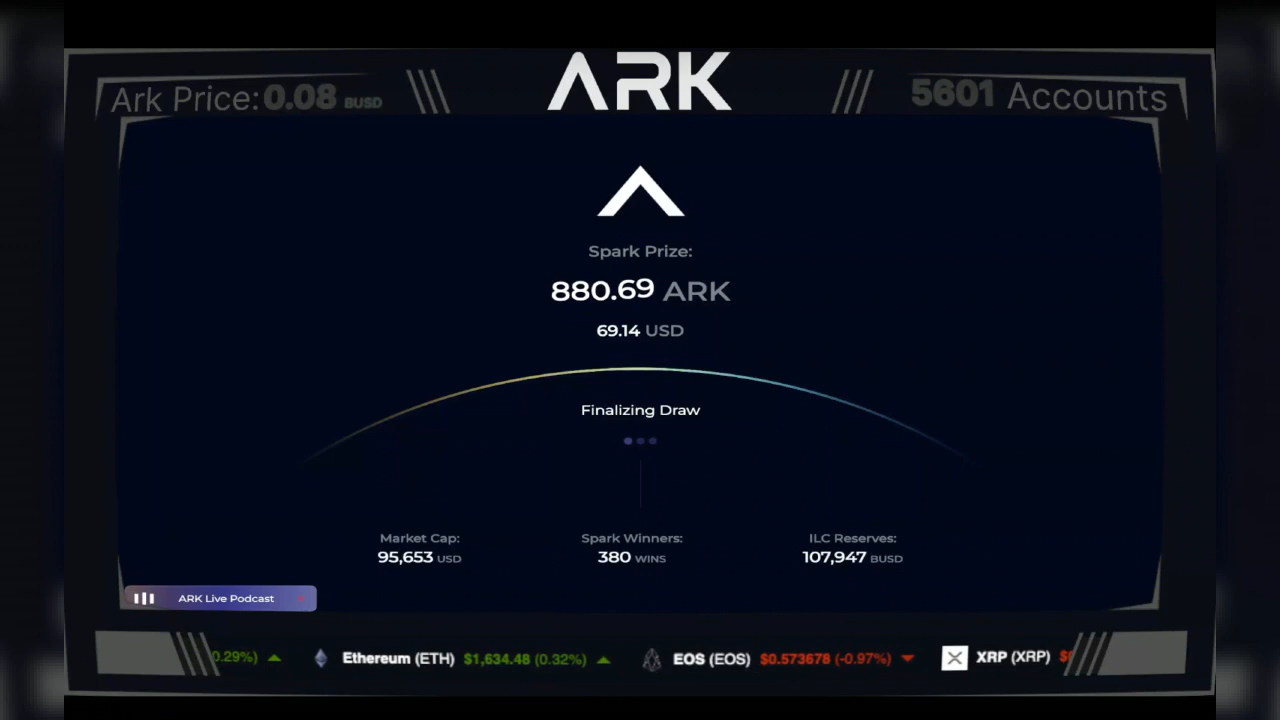 ARK
Ark Price: 0.08 BUSD
5601 Accounts
Spark Prize:
880.69 ARK
69.14 USD
Finalizing Draw
Market Cap:
95,653 USD
Spark Winners:
380 WINS
ILC Reserves:
107,947 BUSD
ARK Live Podcast
0.29%) Ethereum (ETH) $1,634.48 (0.32%) EOS (EOS) $0.573678 (-0.97%) XRP (XRP)